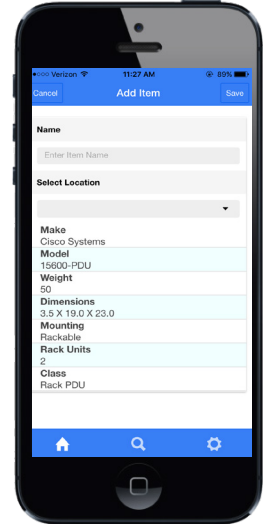 Verizon 11:27 AM 89%
Cancel Add Item Save
Name
Enter Item Name
Select Location
Make
Cisco Systems
Model
15600-PDU
Weight
50
Dimensions
3.5 X 19.0 X 23.0
Mounting
Rackable
Rack Units
2
Class
Rack PDU